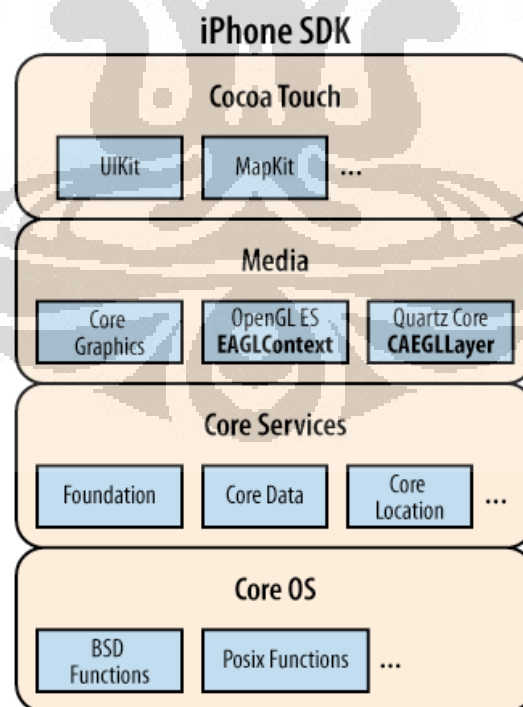 iPhone SDK
Cocoa Touch
UIKit
MapKit
...
Media
Core
Graphics
OpenGL ES
EAGLContext
Quartz Core
CAEGLLayer
Core Services
Foundation
Core Data
Core
Location
...
Core OS
BSD
Functions
Posix Functions
...